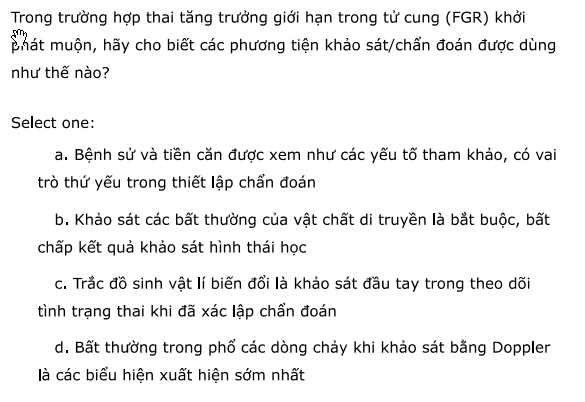 Trong trường hợp thai tăng trưởng giới hạn trong tử cung (FGR) khởi
phát muộn, hãy cho biết các phương tiện khảo sát/chẩn đoán được dùng
như thế nào?
Select one:
a. Bệnh sử và tiền căn được xem như các yếu tố tham khảo, có vai
trò thứ yếu trong thiết lập chẩn đoán
b. Khảo sát các bất thường của vật chất di truyền là bắt buộc, bất
chấp kết quả khảo sát hình thái học
c. Trắc đồ sinh vật lí biến đổi là khảo sát đầu tay trong theo dõi
tình trạng thai khi đã xác lập chẩn đoán
d. Bất thường trong phổ các dòng chảy khi khảo sát bằng Doppler
là các biểu hiện xuất hiện sớm nhất